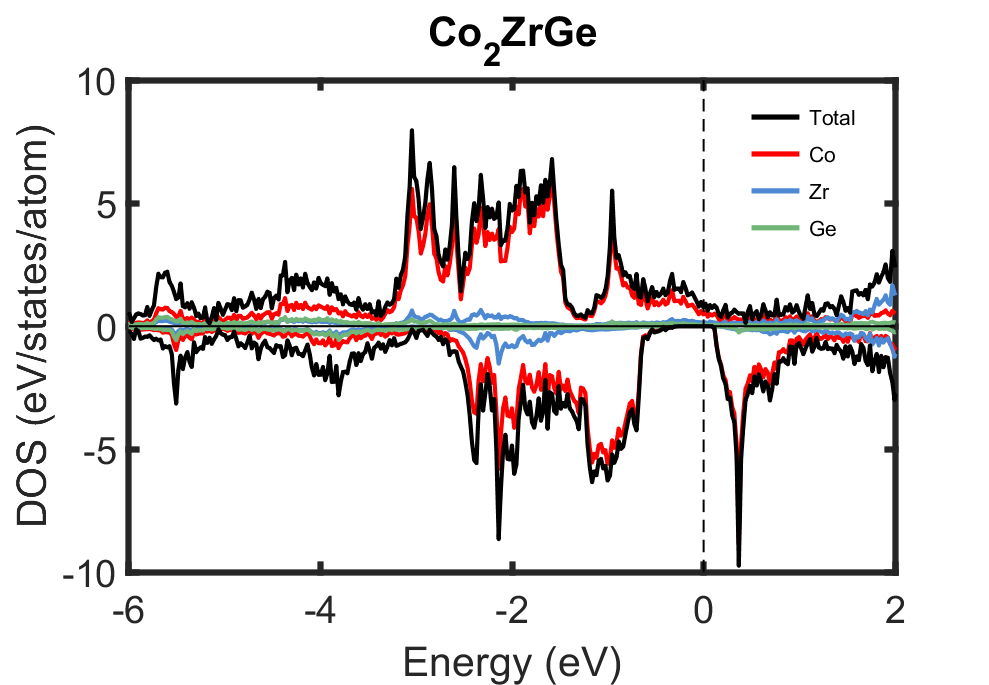 Co2ZrGe
10
5
0
-5
-10
DOS (eV/states/atom)
Total
Co
Zr
Ge
-6 -4 -2 0 2
Energy (eV)